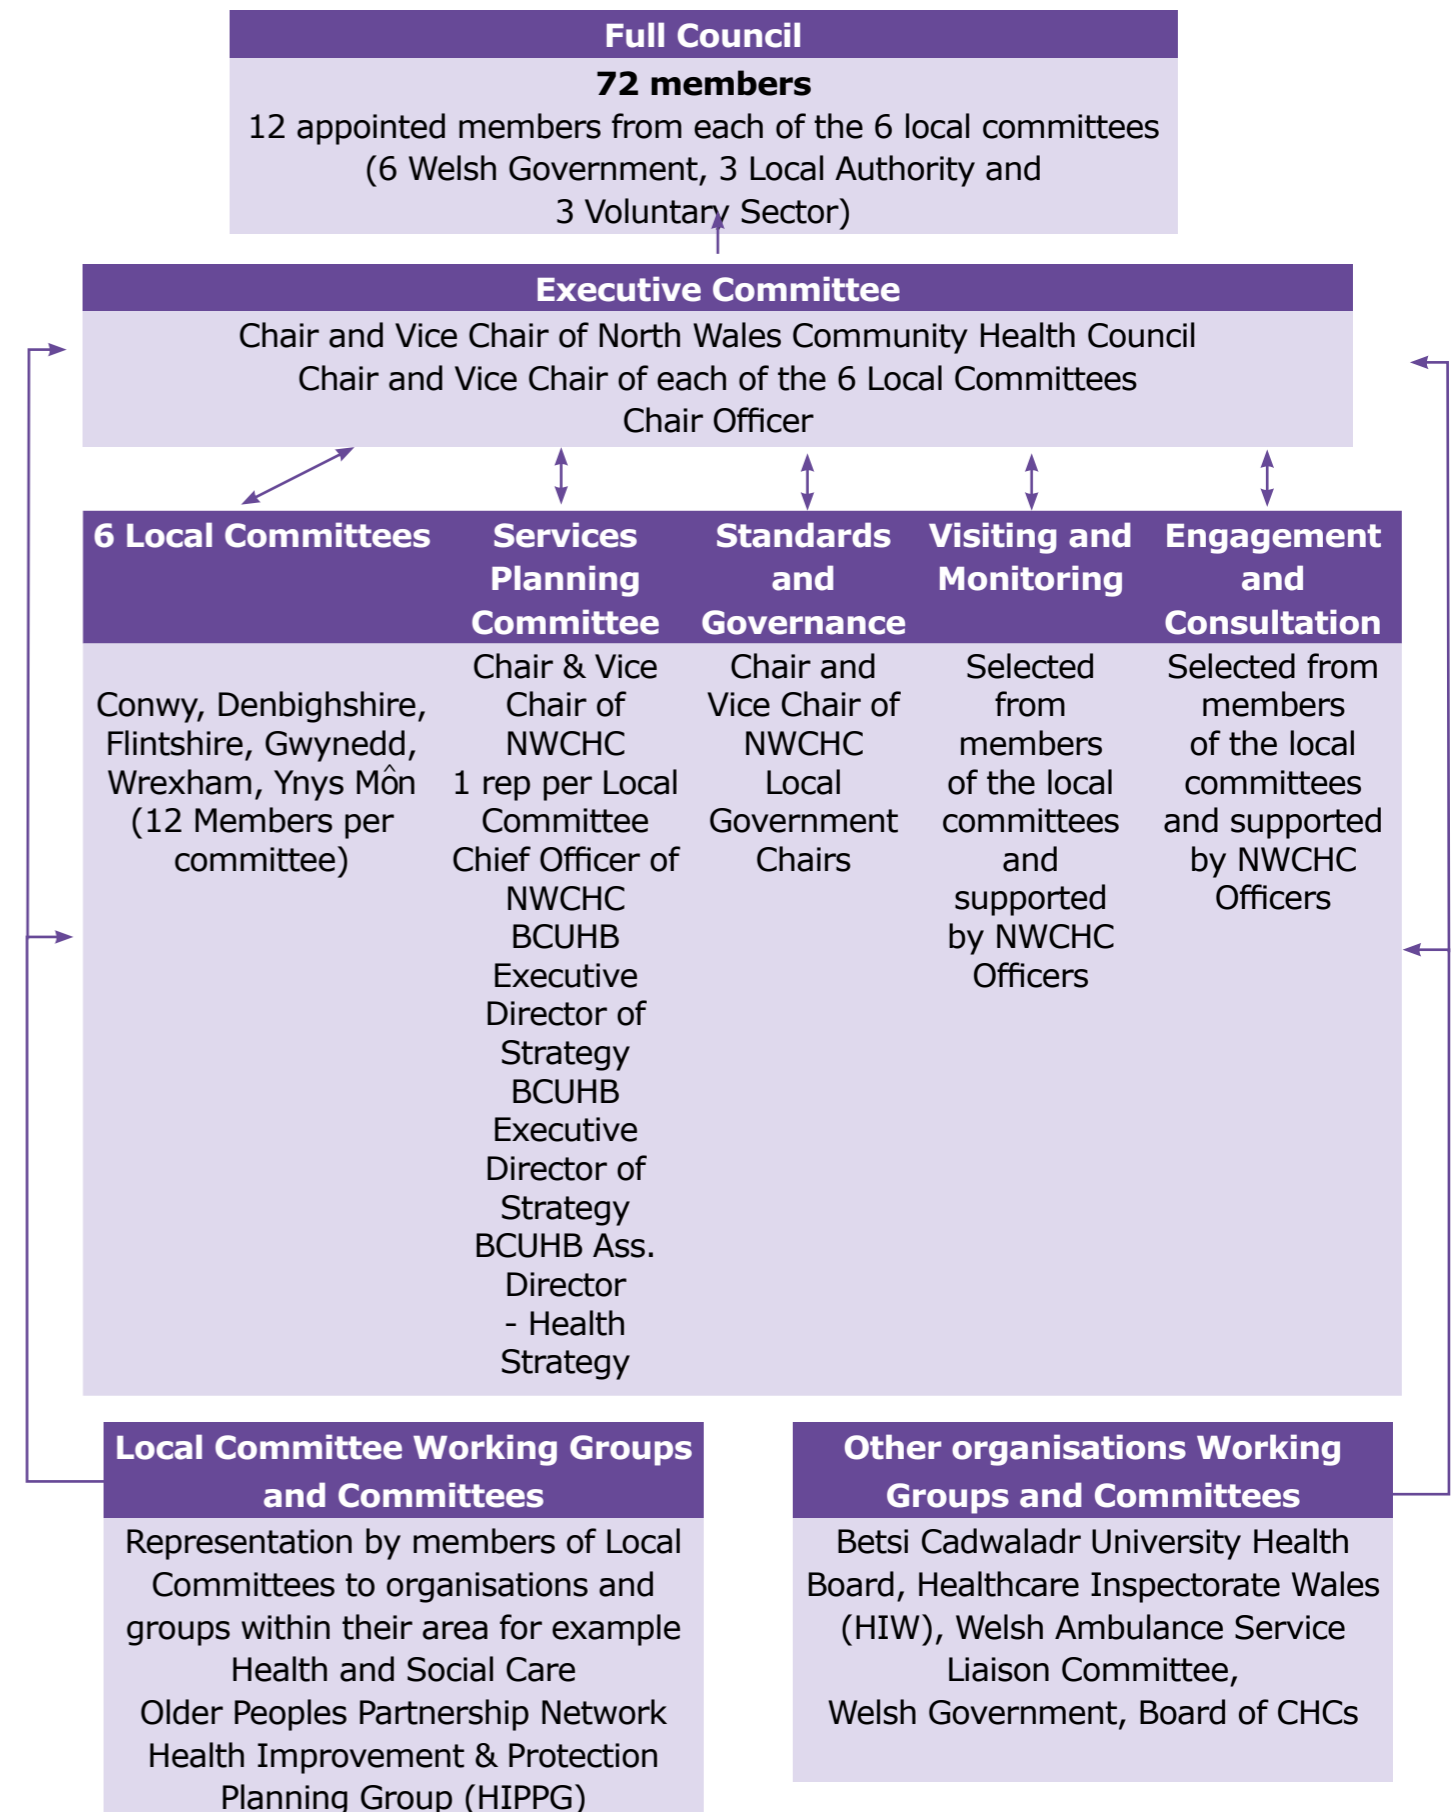 Full Council
72 members
12 appointed members from each of the 6 local committees
(6 Welsh Government, 3 Local Authority and
3 Voluntary Sector)
Executive Committee
Chair and Vice Chair of North Wales Community Health Council
Chair and Vice Chair of each of the 6 Local Committees
Chair Officer
6 Local Committees
Conwy, Denbighshire,
Flintshire, Gwynedd,
Wrexham, Ynys Môn
(12 Members per
committee)
Services
Planning
Committee
Chair & Vice
Chair of
NWCHC
1 rep per Local
Committee
Chief Officer of
NWCHC
BCUHB
Executive
Director of
Strategy
BCUHB
Executive
Director of
Strategy
BCUHB Ass.
Director
- Health
Strategy
Standards
and
Governance
Chair and
Vice Chair of
NWCHC
Local
Government
Chairs
Visiting and
Monitoring
Selected
from
members
of the local
committees
and
supported
by NWCHC
Officers
Engagement
and
Consultation
Selected from
members
of the local
committees
and supported
by NWCHC
Officers
Local Committee Working Groups
and Committees
Representation by members of Local
Committees to organisations and
groups within their area for example
Health and Social Care
Older Peoples Partnership Network
Health Improvement & Protection
Planning Group (HIPPG)
Other organisations Working
Groups and Committees
Betsi Cadwaladr University Health
Board, Healthcare Inspectorate Wales
(HIW), Welsh Ambulance Service
Liaison Committee,
Welsh Government, Board of CHCs